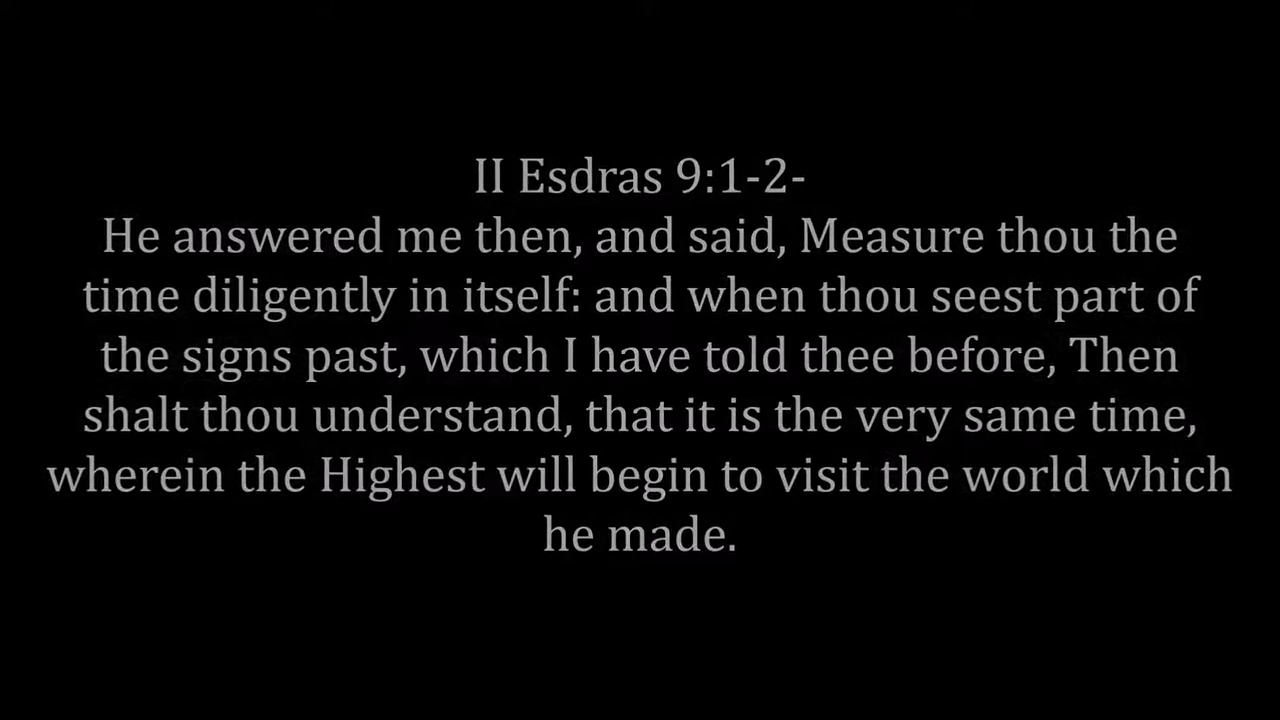 II Esdras 9:1-2-
He answered me then, and said, Measure thou the
time diligently in itself: and when thou seest part of
the signs past, which I have told thee before, Then
shalt thou understand, that it is the very same time,
wherein the Highest will begin to visit the world which
he made.